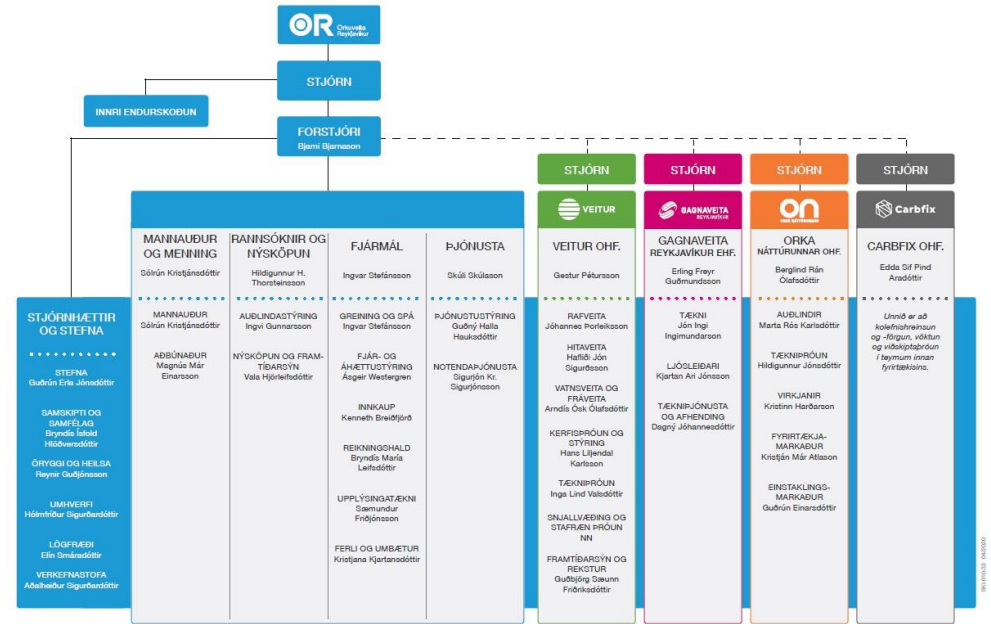 OR Orkuveita
Reykjavíkur
STJÓRN
INNRI ENDURSKOÐUN
FORSTJÓRI
Bjarni Bjarnason
STJÓRNHÆTTIR
OG STEFNA
STEFNA
Guðrún Erla Jónsdóttir
SAMSKIPTI OG
SAMFÉLAG
Bryndís Ísfold
Hlöðversdóttir
ÖRYGGI OG HEILSA
Reynir Guðjónsson
UMHVERFI
Hólmfríður Sigurðardóttir
LÖGFRÆÐI
Elín Smáradóttir
VERKEFNASTOFA
Aðalheiður Sigurðardóttir
MANNAUÐUR
OG MENNING
Sólrún Kristjánsdóttir
MANNAUÐUR
Sólrún Kristjánsdóttir
AÐBÚNAÐUR
Magnús Már
Einarsson
RANNSÓKNIR OG
NÝSKÖPUN
Hildigunnur H.
Thorsteinsson
AUÐLINDASTÝRING
Ingvi Gunnarsson
NÝSKÖPUN OG FRAM-
TÍÐARSÝN
Vala Hjörleifsdóttir
FJÁRMÁL
Ingvar Stefánsson
GREINING OG SPÁ
Ingvar Stefánsson
FJÁR- OG
ÁHÆTTUSTÝRING
Ásgeir Westergren
INNKAUP
Kenneth Breiðfjörð
REIKNINGSHALD
Bryndís María
Leifsdóttir
UPPLÝSINGATÆKNI
Sæmundur
Friðjónsson
FERLI OG UMBÆTUR
Kristjana Kjartansdóttir
ÞJÓNUSTA
Skúli Skúlason
ÞJÓNUSTUSTÝRING
Guðný Halla
Hauksdóttir
NOTENDAÞJÓNUSTA
Sigurjón Kr.
Sigurjónsson
STJÓRN
VEITUR
VEITUR OHF.
Gestur Pétursson
RAFVEITA
Jóhannes Þorleiksson
HITAVEITA
Hafliði Jón
Sigurðsson
VATNSVEITA OG
FRÁVEITA
Arndís Ósk Ólafsdóttir
KERFISÞRÓUN OG
STÝRING
Hans Liljendal
Karlsson
TÆKNIÞRÓUN
Inga Lind Valsdóttir
SNJALLVÆÐING OG
STAFRÆN ÞRÓUN
NN
FRAMTÍÐARSÝN OG
REKSTUR
Guðbjörg Sæunn
Friðriksdóttir
STJÓRN
GAGNAVEITA
REYKJAVÍKUR
GAGNAVEITA
REYKJAVÍKUR EHF.
Erling Freyr
Guðmundsson
TÆKNI
Jón Ingi
Ingimundarson
LJÓSLEIÐARI
Kjartan Ari Jónsson
TÆKNIÞJÓNUSTA
OG AFHENDING
Dagný Jóhannesdóttir
STJÓRN
ON
ORKA
NÁTTÚRUNNAR OHF.
Berglind Rán
Ólafsdóttir
AUÐLINDIR
Marta Rós Karlsdóttir
TÆKNIÞRÓUN
Hildigunnur Jónsdóttir
VIRKJANIR
Kristinn Harðarson
FYRIRTÆKJA-
MARKAÐUR
Kristján Már Atlason
EINSTAKLINGS-
MARKAÐUR
Guðrún Einarsdóttir
STJÓRN
Carbfix
CARBFIX OHF.
Edda Sif Pind
Aradóttir
Unnið er að
kolefnishreinsun
og -förgun, vöktun
og viðskiptaþróun
í teymum innan
fyrirtækisins.